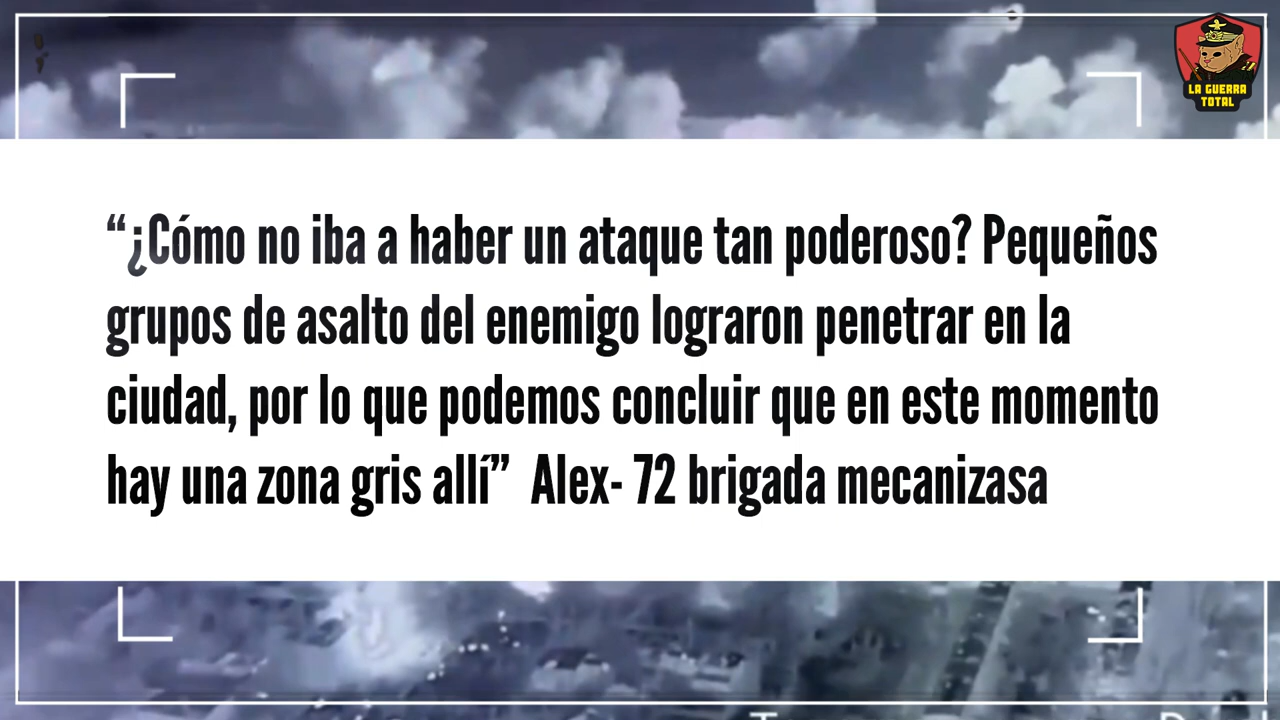 LA GUERRA
TOTAL
“¿Cómo no iba a haber un ataque tan poderoso? Pequeños
grupos de asalto del enemigo lograron penetrar en la
ciudad, por lo que podemos concluir que en este momento
hay una zona gris allí” Alex- 72 brigada mecanizasa